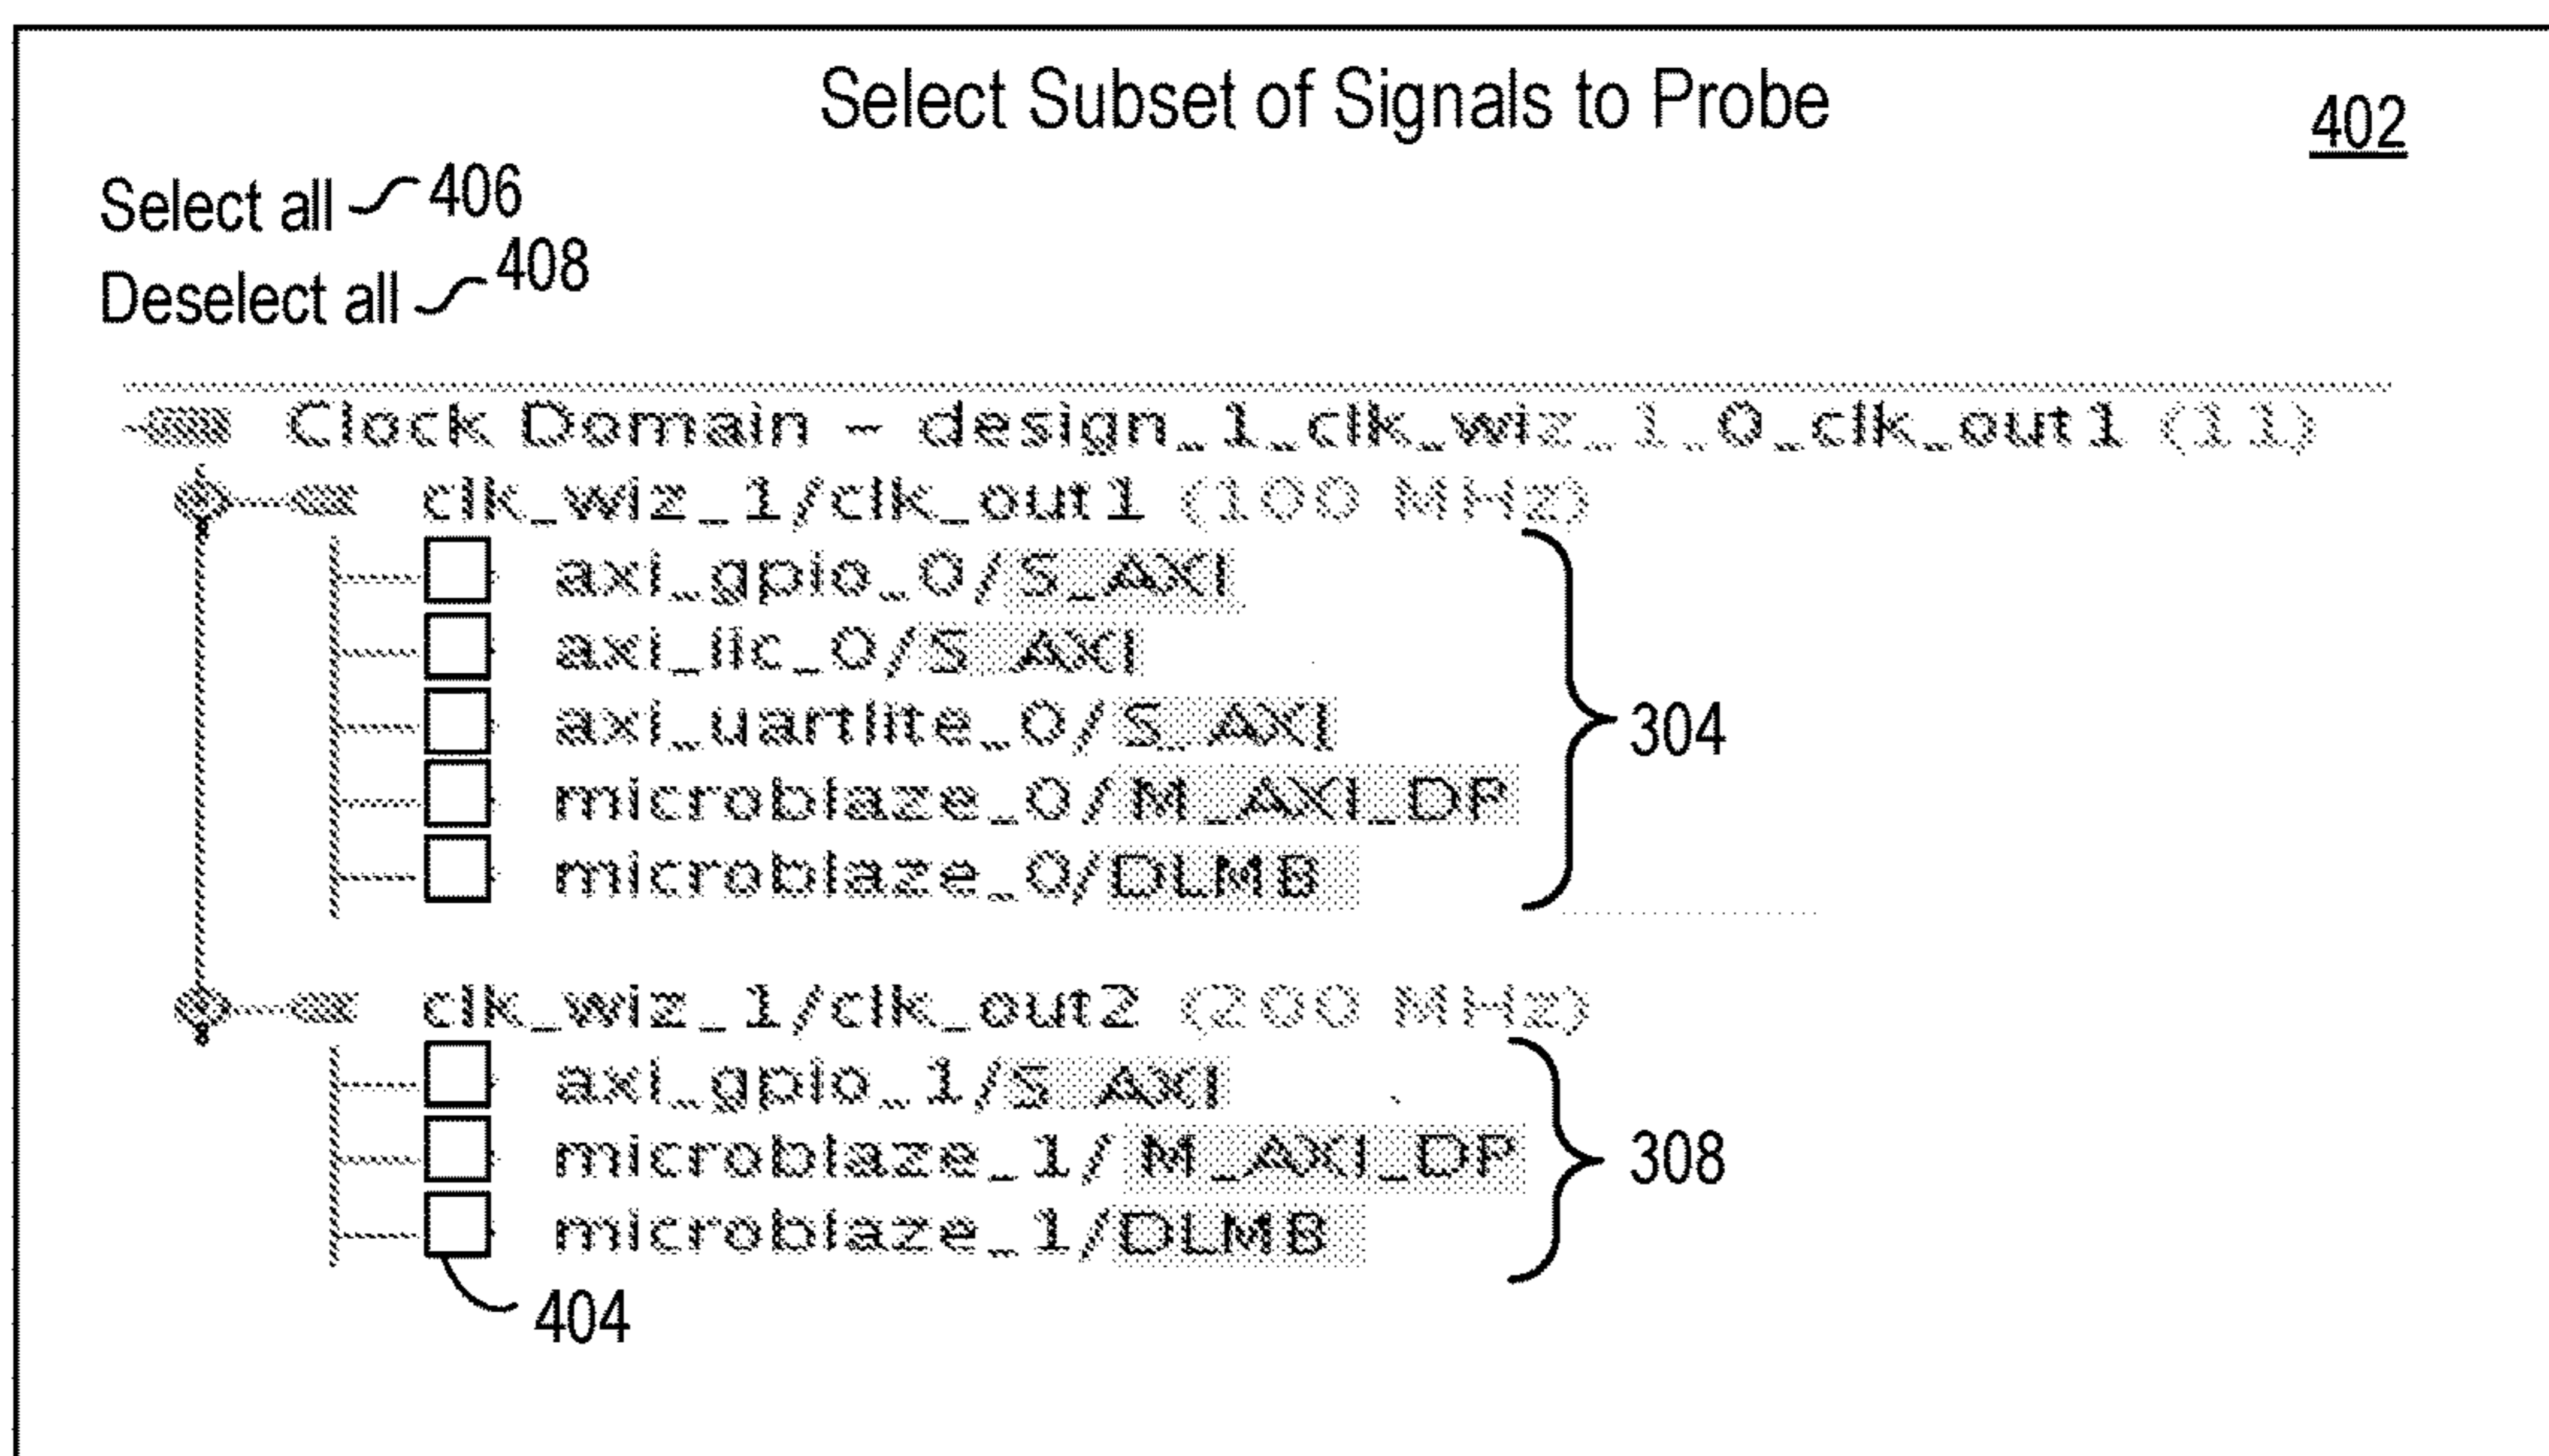 Select Subset of Signals to Probe
402
Select all 406
Deselect all 408
Clock Domain - design_1_clk_wiz_1_0_clk_out1 (11)
clk_wiz_1/clk_out1 (100 MHz)
axi_gpio_0/S_AXI
axi_iic_0/S_AXI
axi_uartlite_0/S_AXI
304
microblaze_0/M_AXI_DP
microblaze_0/DLMB
clk_wiz_1/clk_out2 (200 MHz)
axi_gpio_1/S_AXI
microblaze_1/M_AXI_DP
308
microblaze_1/DLMB
404